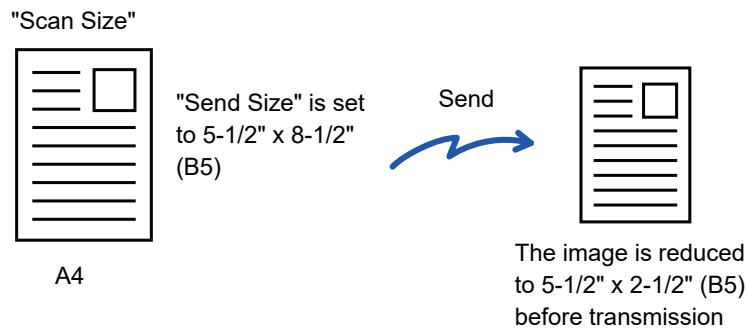 "Scan Size"
"Send Size" is set
to 5-1/2" x 8-1/2"
(B5)
Send
A4
The image is reduced
to 5-1/2" x 2-1/2" (B5)
before transmission